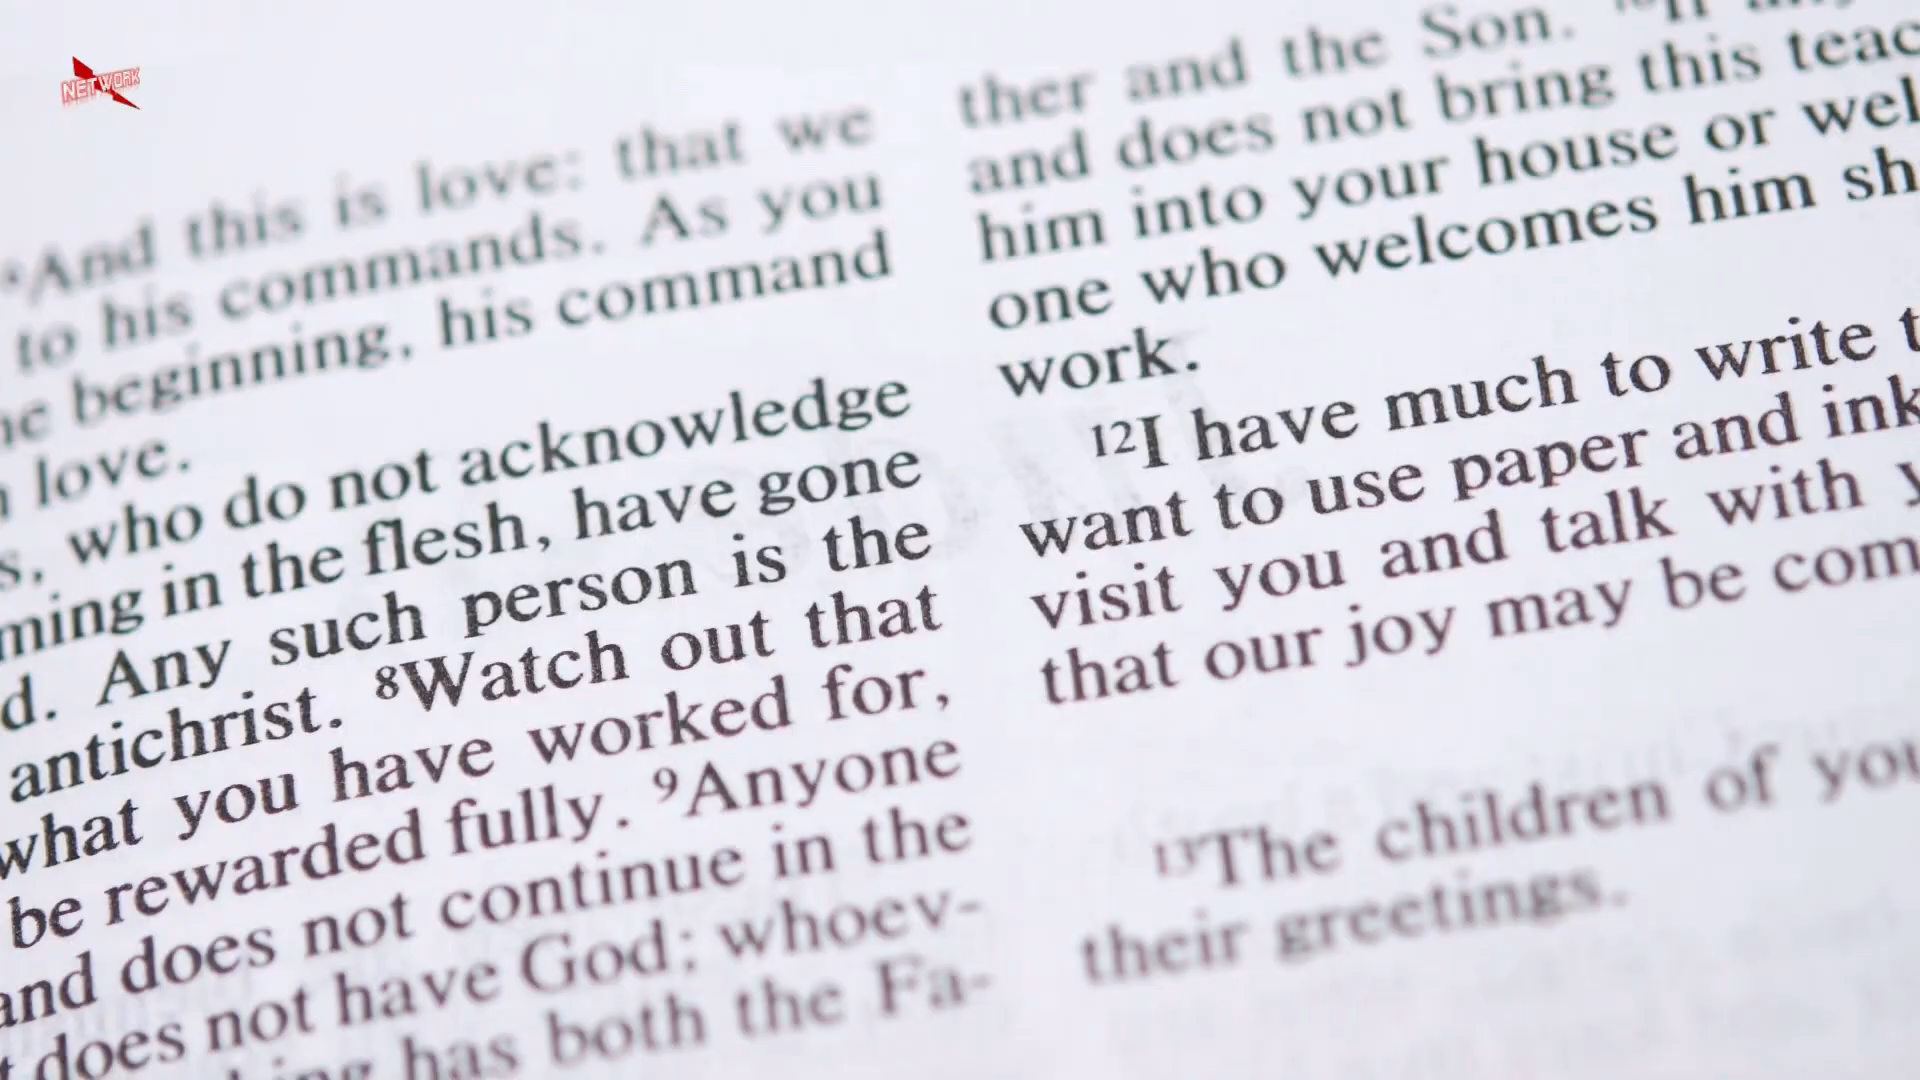 NETWORK
⁶And this is love: that we
to his commands. As you
he beginning, his command
love.
s, who do not acknowledge
ming in the flesh, have gone
d. Any such person is the
antichrist. ⁸Watch out that
what you have worked for,
be rewarded fully. ⁹Anyone
and does not continue in the
does not have God; whoev-
has both the Fa-
ther and the Son.
and does not bring this teac
him into your house or wel
one who welcomes him sh
work.
¹²I have much to write t
want to use paper and ink
visit you and talk with y
that our joy may be com
¹³The children of you
their greetings.